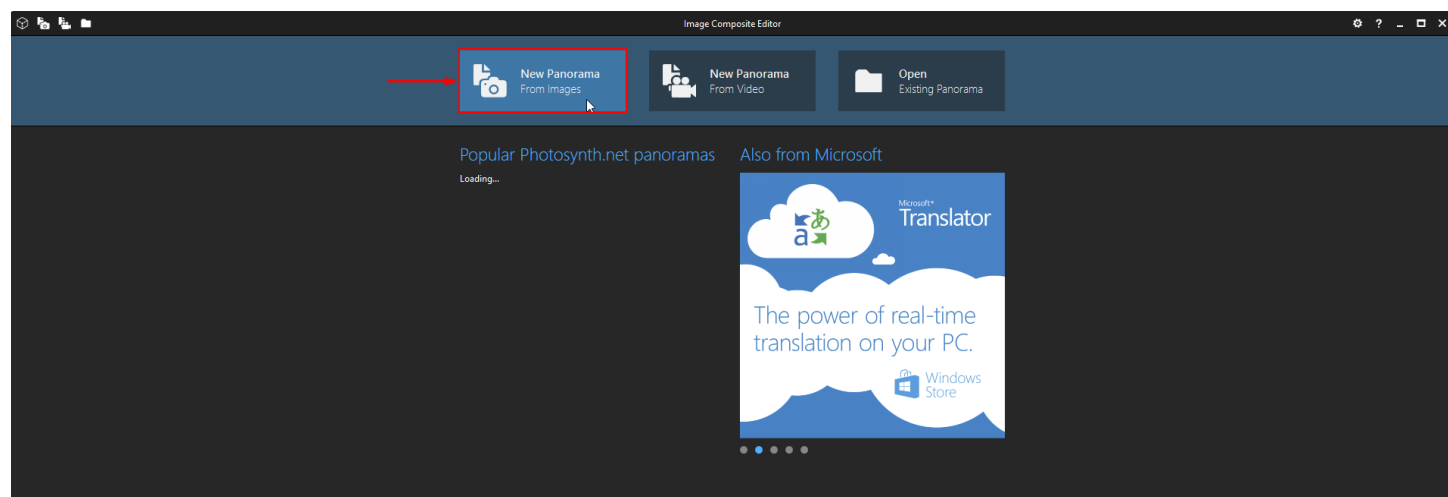 Image Composite Editor
?
New Panorama
From Images
New Panorama
From Video
Open
Existing Panorama
Popular Photosynth.net panoramas
Loading...
Also from Microsoft
あ
a
Microsoft®
Translator
The power of real-time
translation on your PC.
Windows
Store